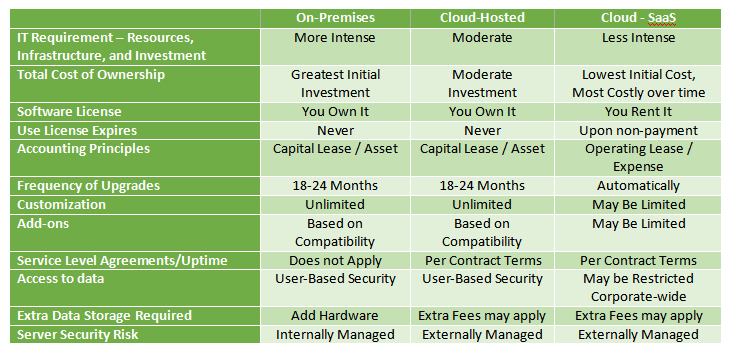 On-Premises Cloud-Hosted Cloud - SaaS
IT Requirement – Resources, More Intense Moderate Less Intense
Infrastructure, and Investment
Total Cost of Ownership Greatest Initial Moderate Lowest Initial Cost,
Investment Investment Most Costly over time
Software License You Own It You Own It You Rent It
Use License Expires Never Never Upon non-payment
Accounting Principles Capital Lease / Asset Capital Lease / Asset Operating Lease /
Expense
Frequency of Upgrades 18-24 Months 18-24 Months Automatically
Customization Unlimited Unlimited May Be Limited
Add-ons Based on Based on May Be Limited
Compatibility Compatibility
Service Level Agreements/Uptime Does not Apply Per Contract Terms Per Contract Terms
Access to data User-Based Security User-Based Security May be Restricted
Corporate-wide
Extra Data Storage Required Add Hardware Extra Fees may apply Extra Fees may apply
Server Security Risk Internally Managed Externally Managed Externally Managed